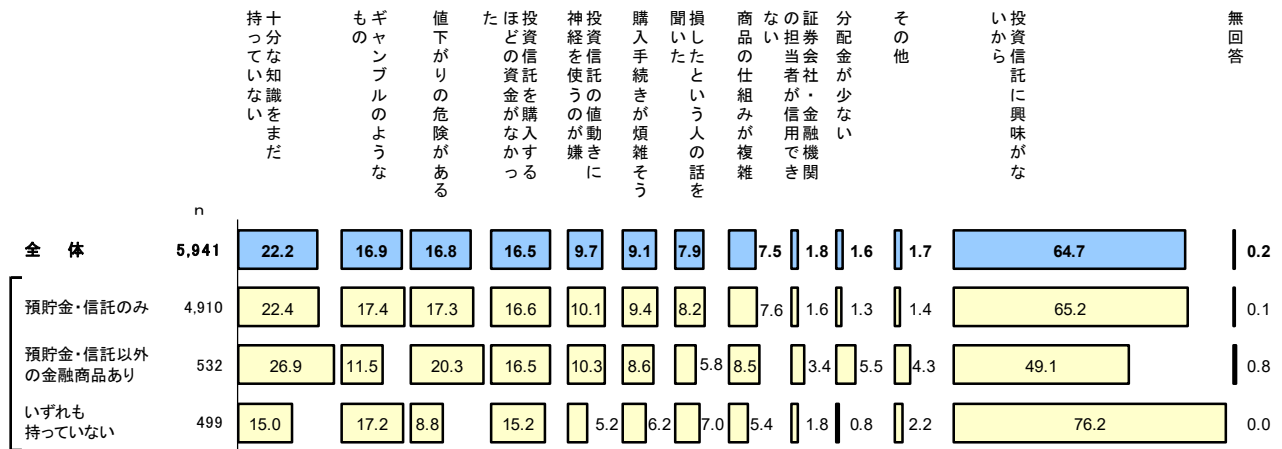 十分な知識をまだ
持っていない
ギャンブルのような
もの
値下がりの危険がある
投資信託を購入する
ほどの資金がなかっ
た
投資信託の値動きに
神経を使うのが嫌
購入手続きが煩雑そう
損したという人の話を
聞いた
商品の仕組みが複雑
証券会社・金融機関
の担当者が信用でき
ない
分配金が少ない
その他
投資信託に興味がな
いから
無回答
n
全 体 5,941 22.2 16.9 16.8 16.5 9.7 9.1 7.9 7.5 1.8 1.6 1.7 64.7 0.2
預貯金・信託のみ 4,910 22.4 17.4 17.3 16.6 10.1 9.4 8.2 7.6 1.6 1.3 1.4 65.2 0.1
預貯金・信託以外
の金融商品あり 532 26.9 11.5 20.3 16.5 10.3 8.6 5.8 8.5 3.4 5.5 4.3 49.1 0.8
いずれも
持っていない 499 15.0 17.2 8.8 15.2 5.2 6.2 7.0 5.4 1.8 0.8 2.2 76.2 0.0